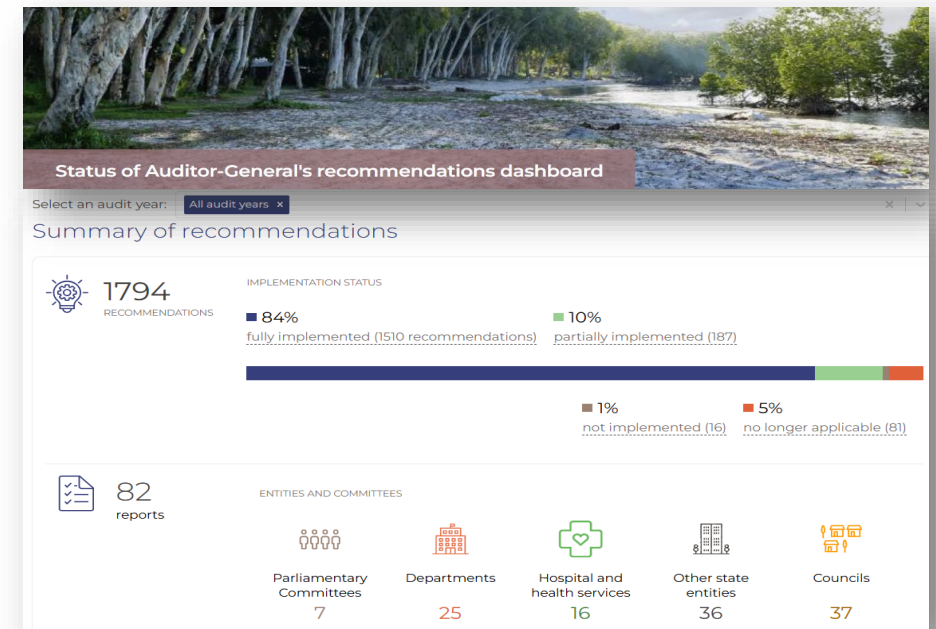 Status of Auditor-General's recommendations dashboard
Select an audit year: All audit years ×
Summary of recommendations
1794
RECOMMENDATIONS
IMPLEMENTATION STATUS
84%
fully implemented (1510 recommendations)
10%
partially implemented (187)
1%
not implemented (16)
5%
no longer applicable (81)
82
reports
ENTITIES AND COMMITTEES
Parliamentary
Committees
7
Departments
25
Hospital and
health services
16
Other state
entities
36
Councils
37